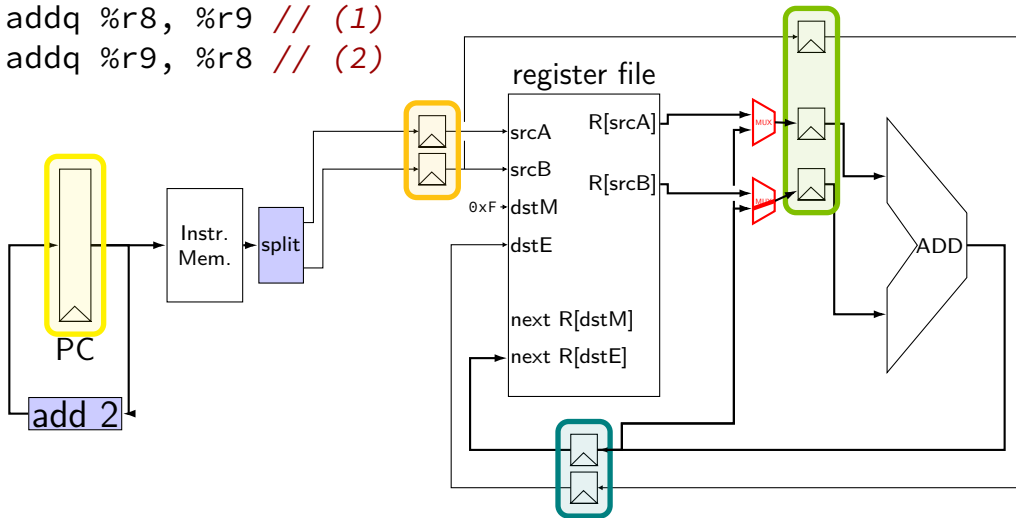 addq %r8, %r9 // (1)
addq %r9, %r8 // (2)
register file
srcA
R[srcA]
MUX
srcB
R[srcB]
MUX
0xF
dstM
Instr.
Mem.
split
dstE
ADD
next R[dstM]
PC
next R[dstE]
add 2